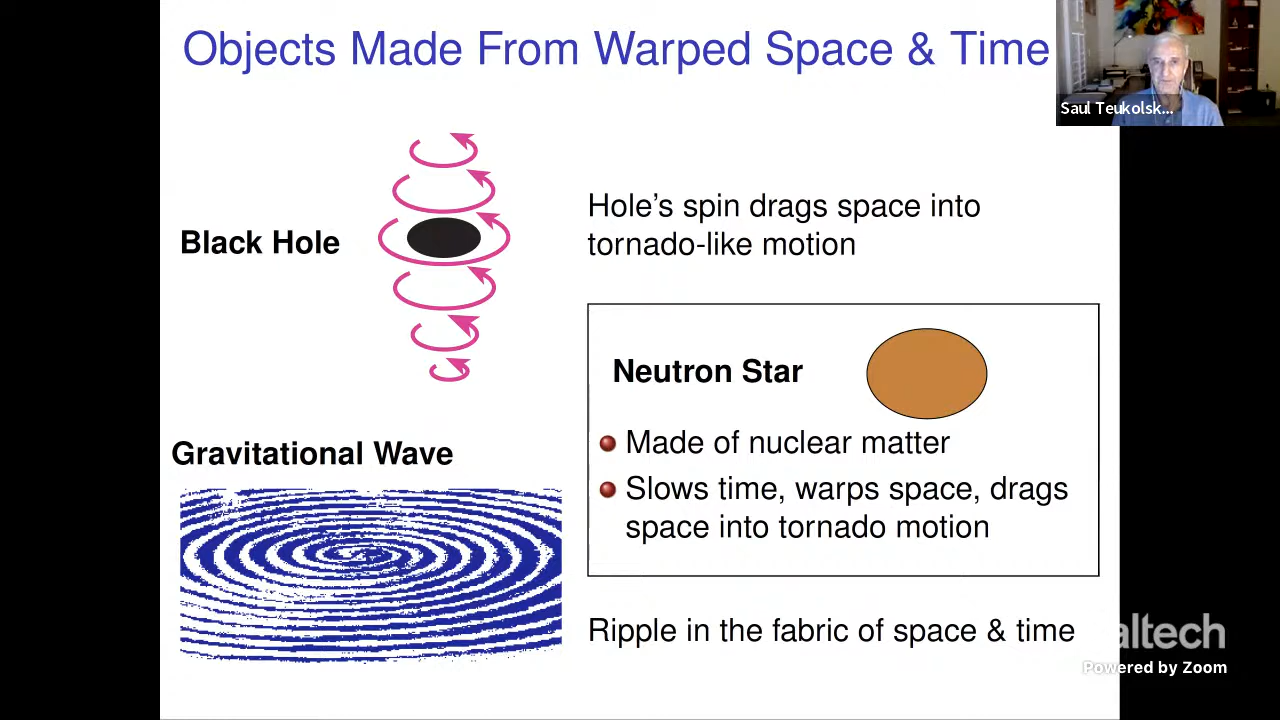 Objects Made From Warped Space & Time
Saul Teukolsk...
Hole's spin drags space into
tornado-like motion
Black Hole
Neutron Star
Made of nuclear matter
Slows time, warps space, drags
space into tornado motion
Gravitational Wave
Ripple in the fabric of space & time
altech
Powered by Zoom